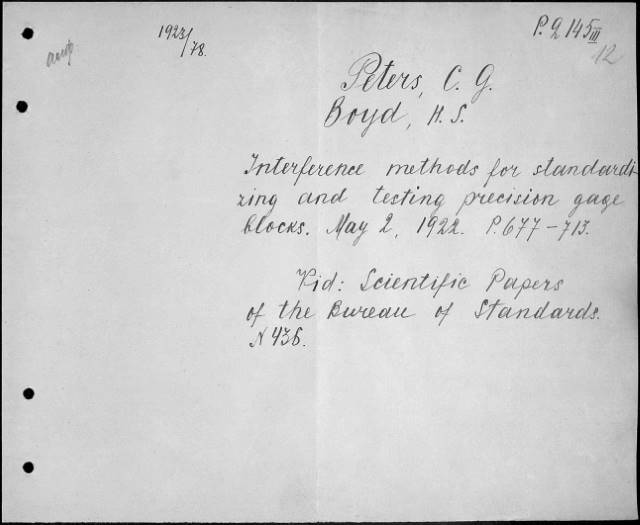 1923/78.
P. g 145 III
12
Peters, C. G.
Boyd, H. S.
Interference methods for standardi-
zing and testing precision gage
blocks. May 2, 1922. P. 677-713.
Vid: Scientific Papers
of the Bureau of Standards.
N 436.